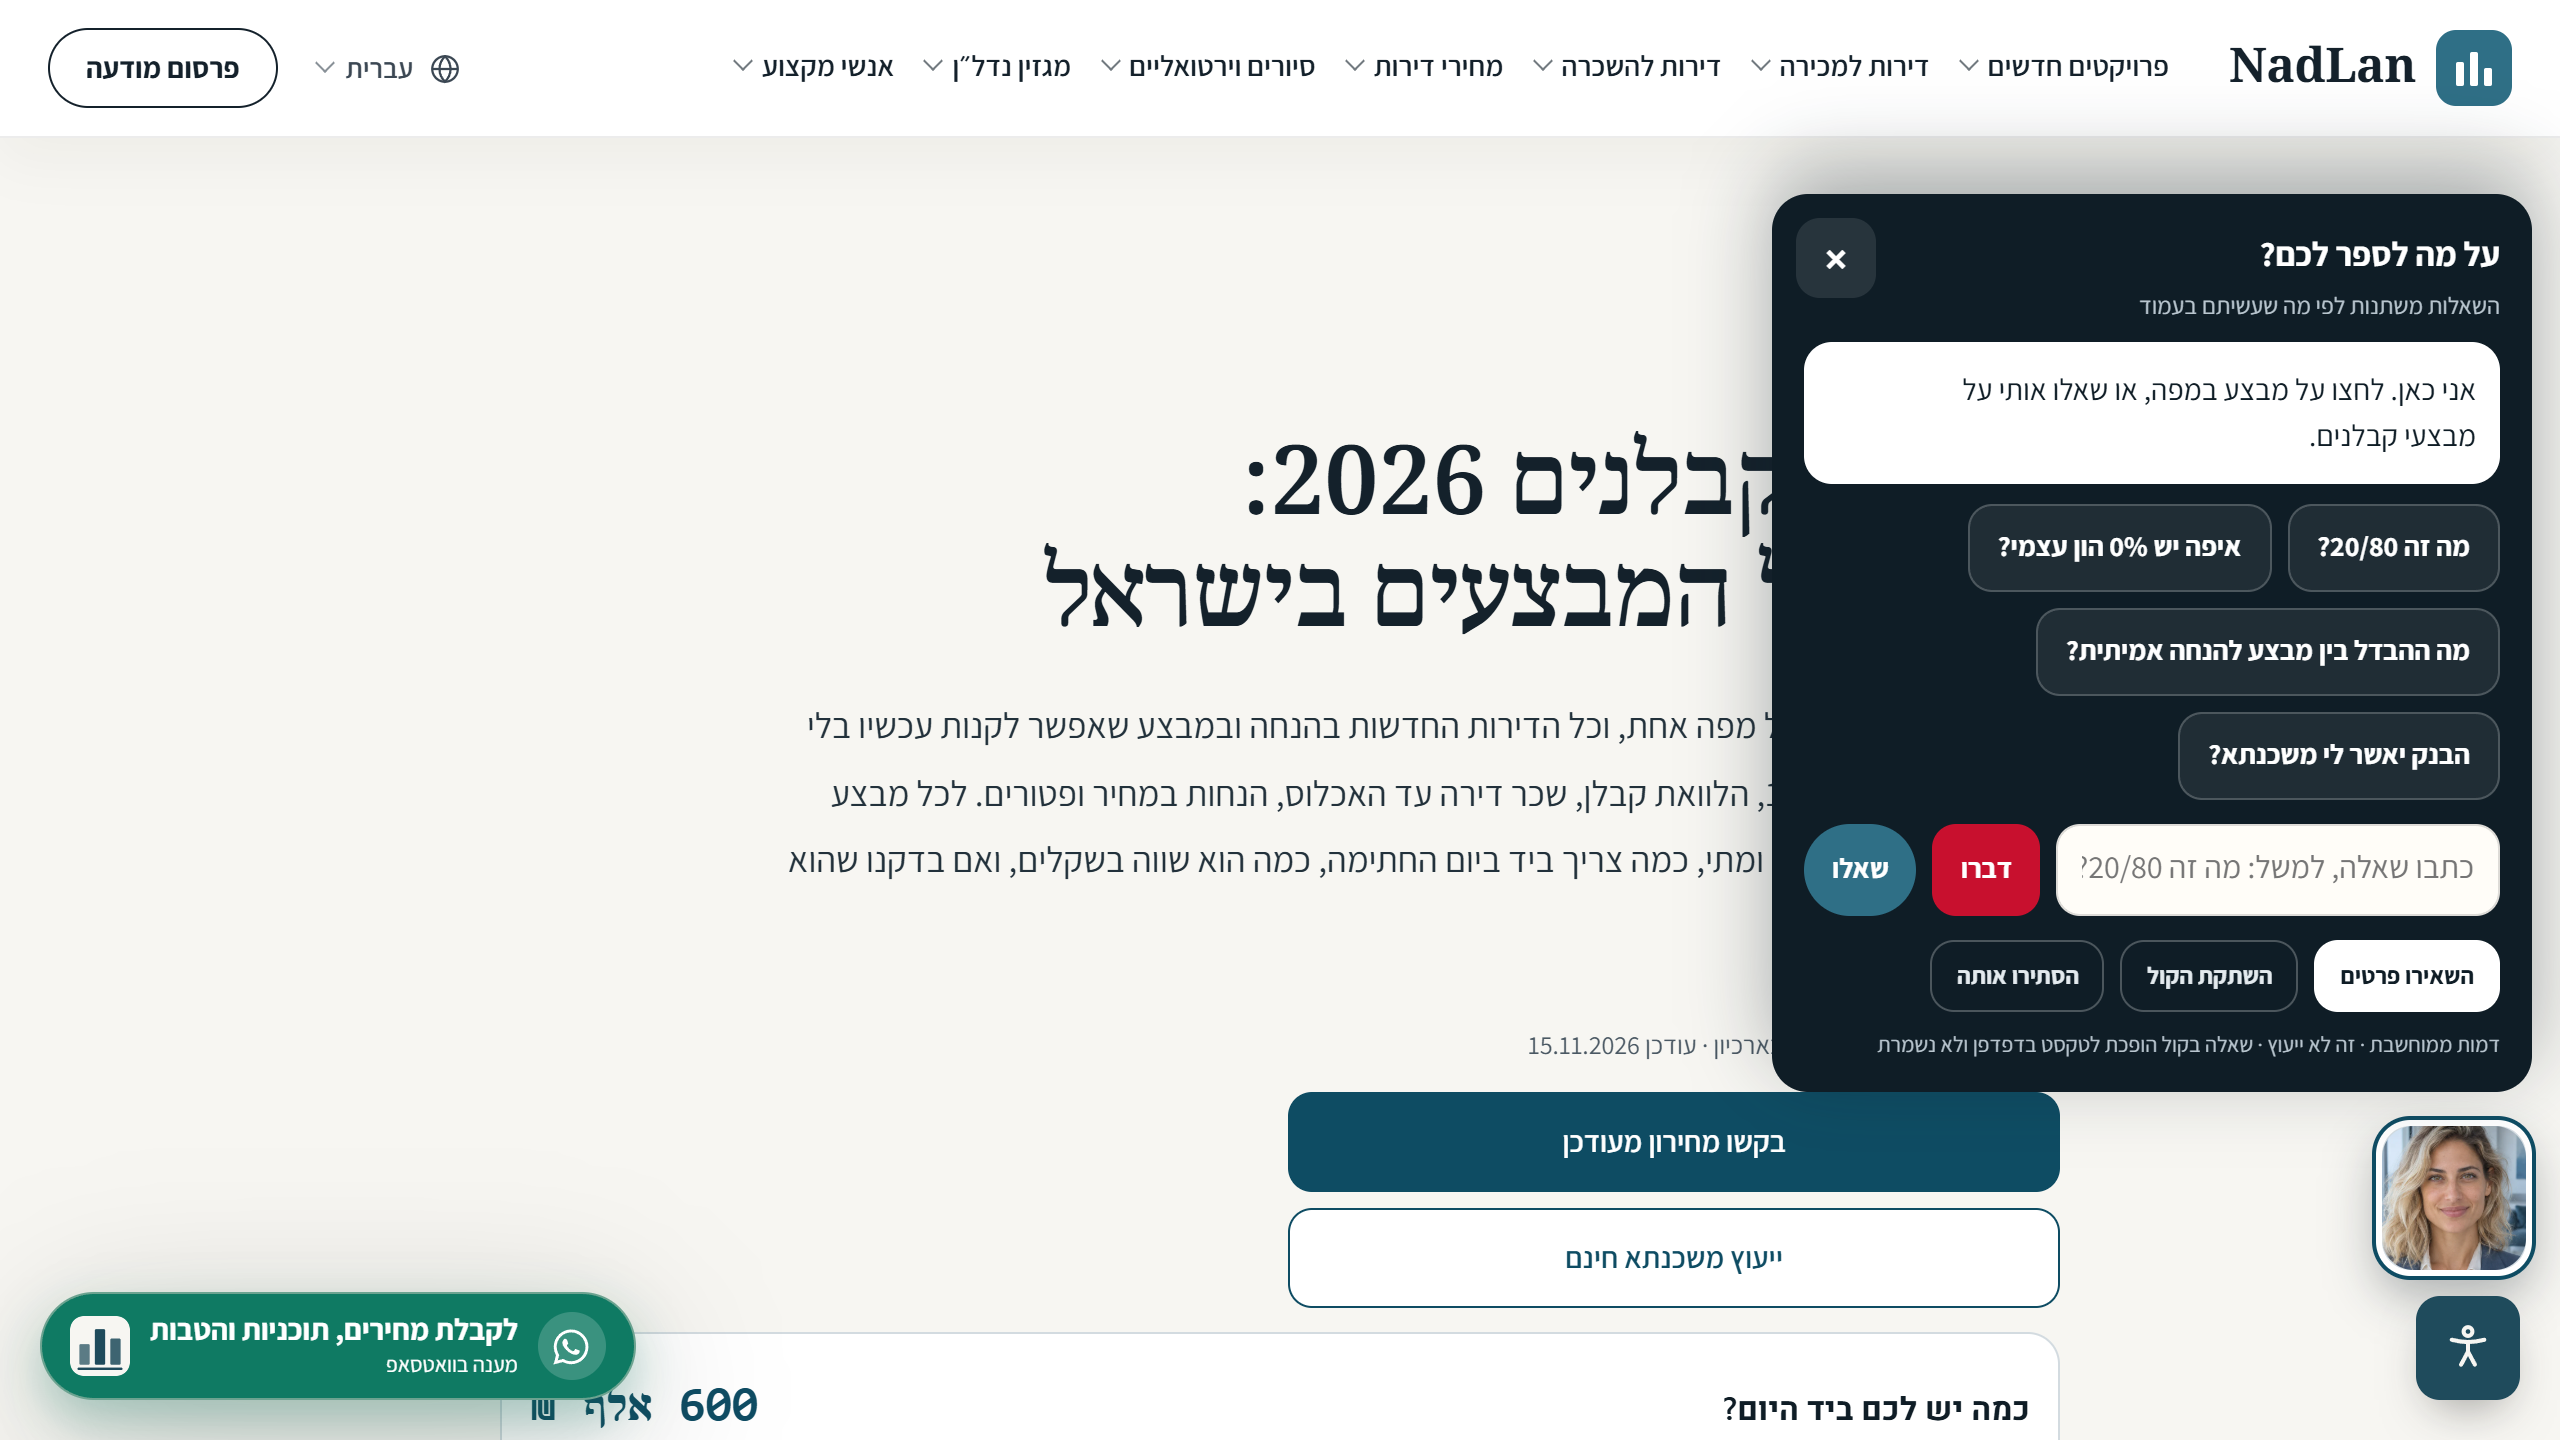 NadLan
פרויקטים חדשים
דירות למכירה
דירות להשכרה
מחירי דירות
סיורים וירטואליים
מגזין נדל״ן
אנשי מקצוע
עברית
פרסום מודעה
על מה לספר לכם?
השאלות משתנות לפי מה שעשיתם בעמוד
אני כאן. לחצו על מבצע במפה, או שאלו אותי על
מבצעי קבלנים.
מה זה 20/80?
איפה יש 0% הון עצמי?
מה ההבדל בין מבצע להנחה אמיתית?
הבנק יאשר לי משכנתא?
כתבו שאלה, למשל: מה זה 20/80?
דברו
שאלו
השאירו פרטים
השתקת הקול
הסתירו אותה
דמות ממוחשבת · זה לא ייעוץ · שאלה בקול הופכת לטקסט בדפדפן ולא נשמרת
קבלנים 2026:
המבצעים בישראל
מפה אחת, וכל הדירות החדשות בהנחה ובמבצע שאפשר לקנות עכשיו בלי
הלוואת קבלן, שכר דירה עד האכלוס, הנחות במחיר ופטורים. לכל מבצע
ומתי, כמה צריך ביד ביום החתימה, כמה הוא שווה בשקלים, ואם בדקנו שהוא
· עודכן 15.11.2026
בקשו מחירון מעודכן
ייעוץ משכנתא חינם
כמה יש לכם ביד היום?
600 אלף ₪
לקבלת מחירים, תוכניות והטבות
מענה בוואטסאפ